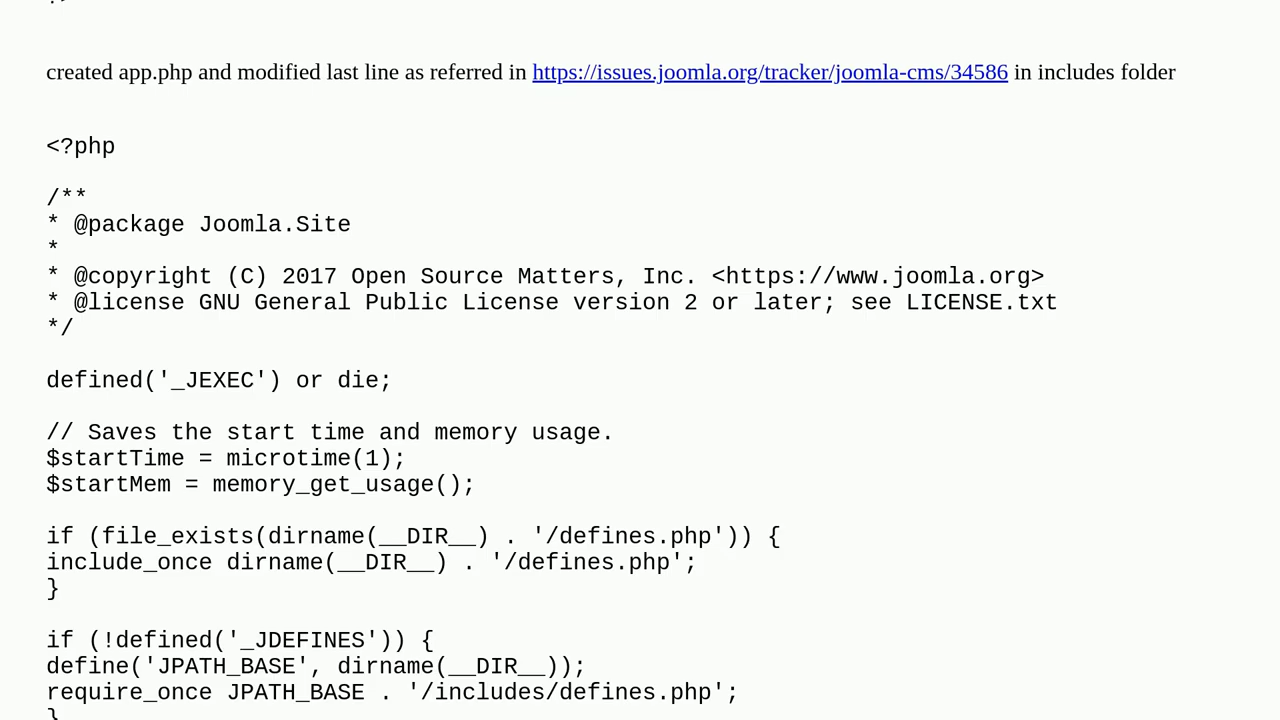 created app.php and modified last line as referred in https://issues.joomla.org/tracker/joomla-cms/34586 in includes folder
<?php
/**
* @package Joomla.Site
*
* @copyright (C) 2017 Open Source Matters, Inc. <https://www.joomla.org>
* @license GNU General Public License version 2 or later; see LICENSE.txt
*/
defined('_JEXEC') or die;
// Saves the start time and memory usage.
$startTime = microtime(1);
$startMem = memory_get_usage();
if (file_exists(dirname(__DIR__) . '/defines.php')) {
include_once dirname(__DIR__) . '/defines.php';
}
if (!defined('_JDEFINES')) {
define('JPATH_BASE', dirname(__DIR__));
require_once JPATH_BASE . '/includes/defines.php';
}